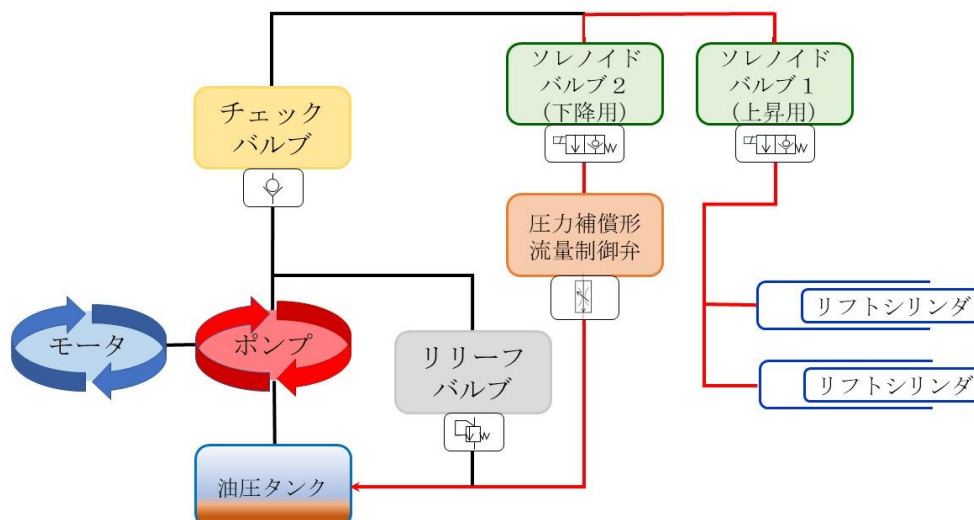 ソレノイド
バルブ２
(下降用)
ソレノイド
バルブ１
(上昇用)
チェック
バルブ
圧力補償形
流量制御弁
モータ
ポンプ
リリーフ
バルブ
リフトシリンダ
リフトシリンダ
油圧タンク